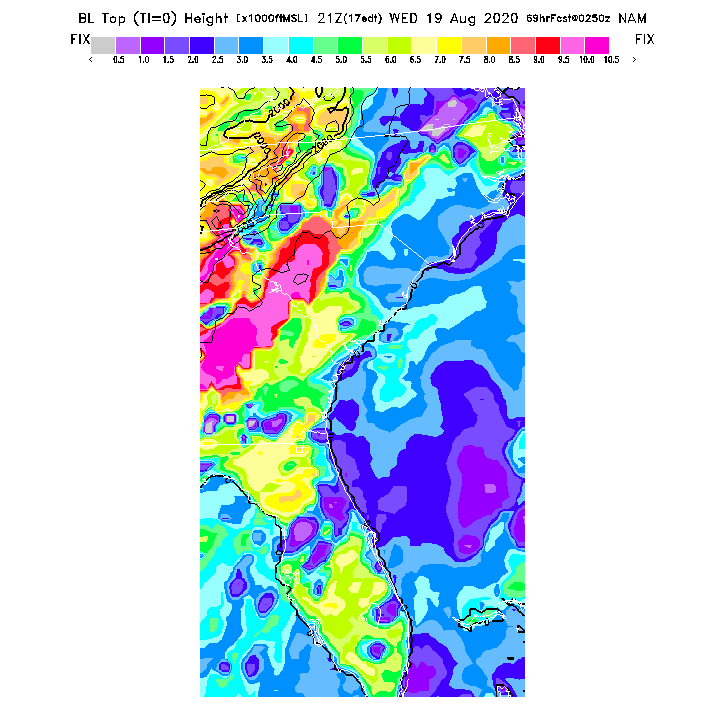 BL Top (TI=0) Height [x1000ftMSL] 21Z(17edt) WED 19 Aug 2020 69hrFcst@0250z NAM
FIX FIX
< 0.5 1.0 1.5 2.0 2.5 3.0 3.5 4.0 4.5 5.0 5.5 6.0 6.5 7.0 7.5 8.0 8.5 9.0 9.5 10.0 10.5 >
2000
2000
2000